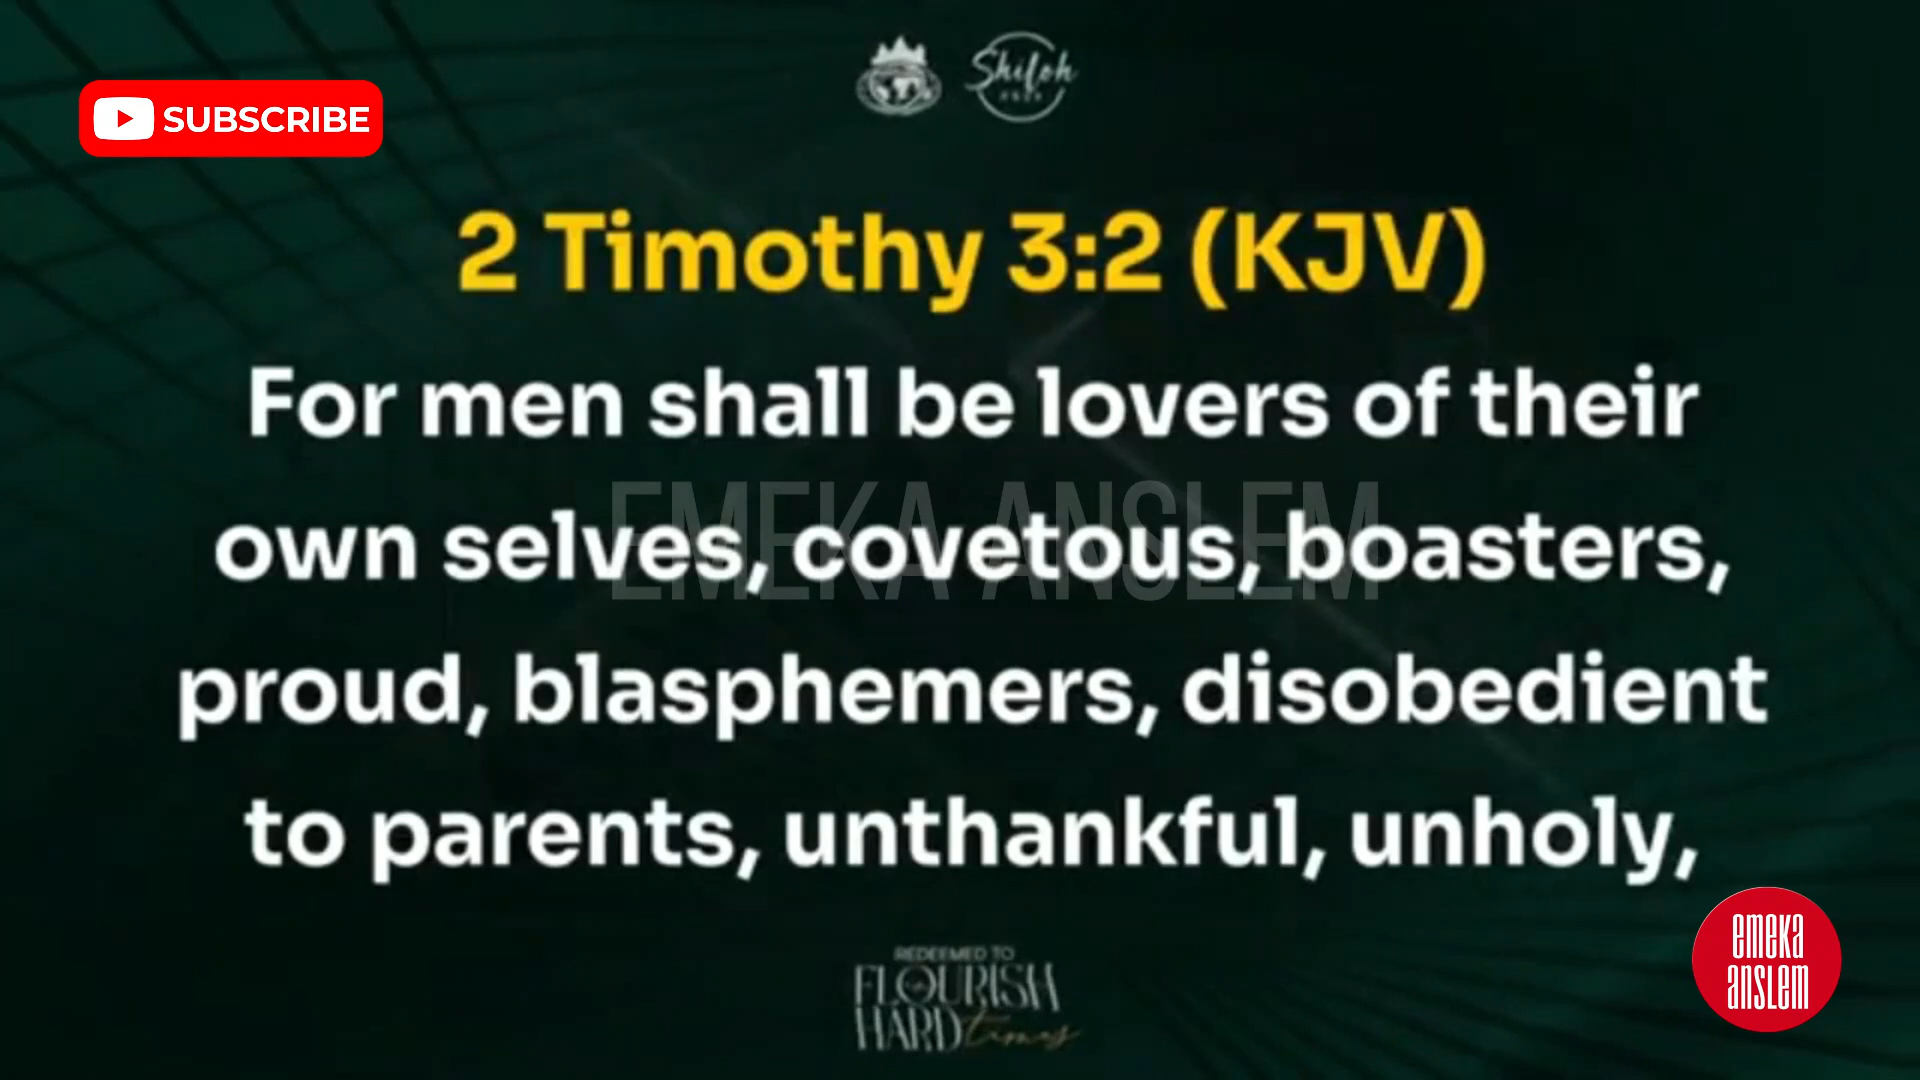 Shiloh
SUBSCRIBE
2 Timothy 3:2 (KJV)
For men shall be lovers of their
own selves, covetous, boasters,
EMEKA ANSLEM
proud, blasphemers, disobedient
to parents, unthankful, unholy,
emeka
anslem
REDEEMED TO
FLOURISH
HARD times